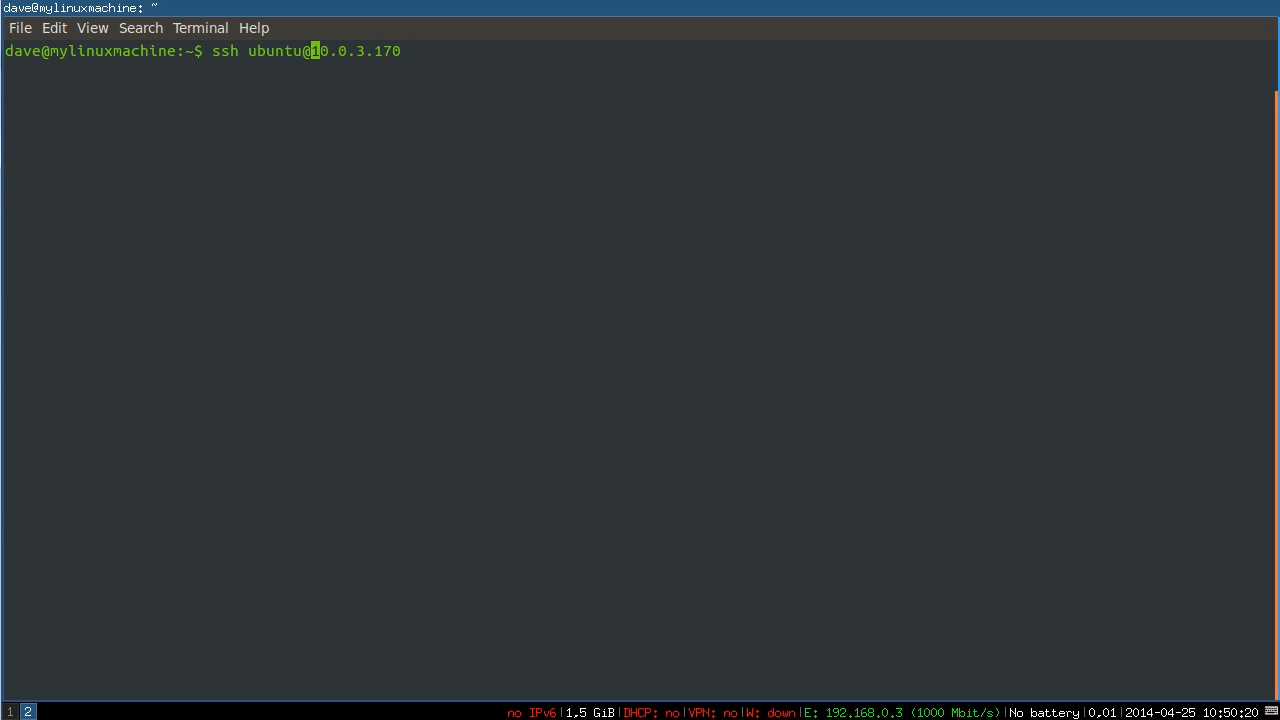 dave@mylinuxmachine: ~
File Edit View Search Terminal Help
dave@mylinuxmachine:~$ ssh ubuntu@10.0.3.170
1 2 no IPv6|1,5 GiB|DHCP: no|VPN: no|W: down|E: 192.168.0.3 (1000 Mbit/s)|No battery|0,01|2014-04-25 10:50:20